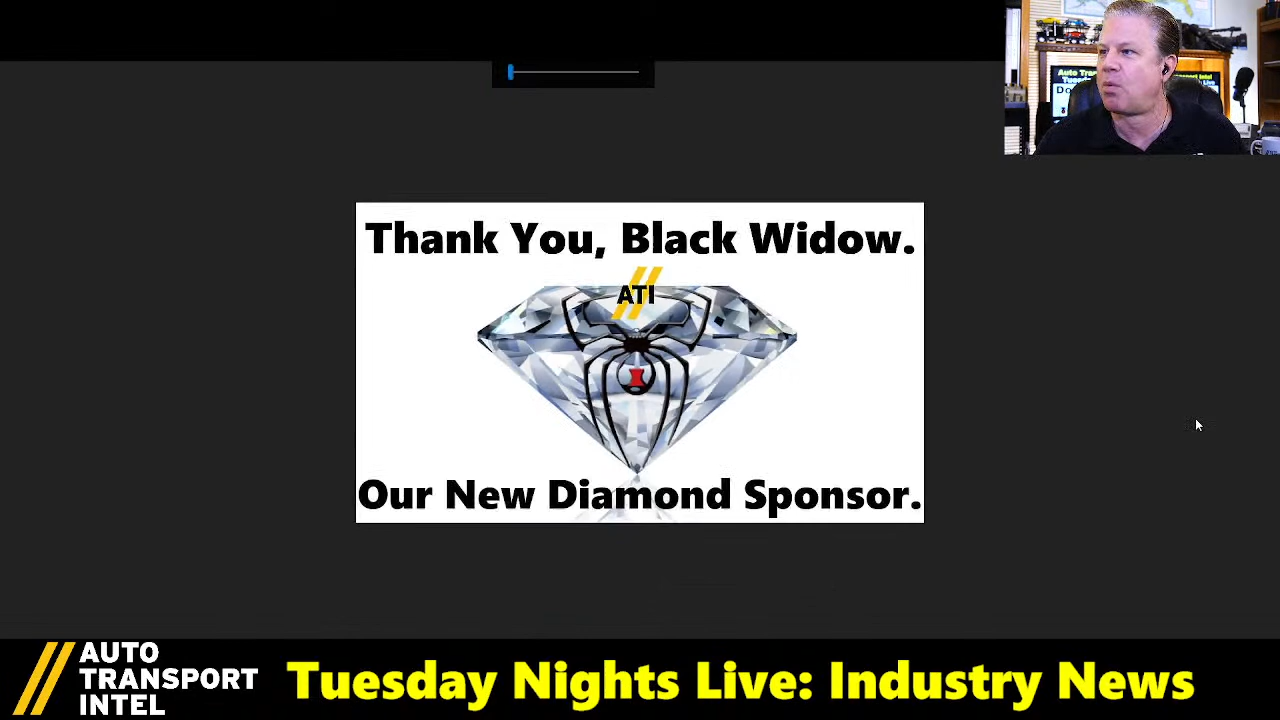 Thank You, Black Widow.
ATI
Our New Diamond Sponsor.
AUTO
TRANSPORT
INTEL
Tuesday Nights Live: Industry News